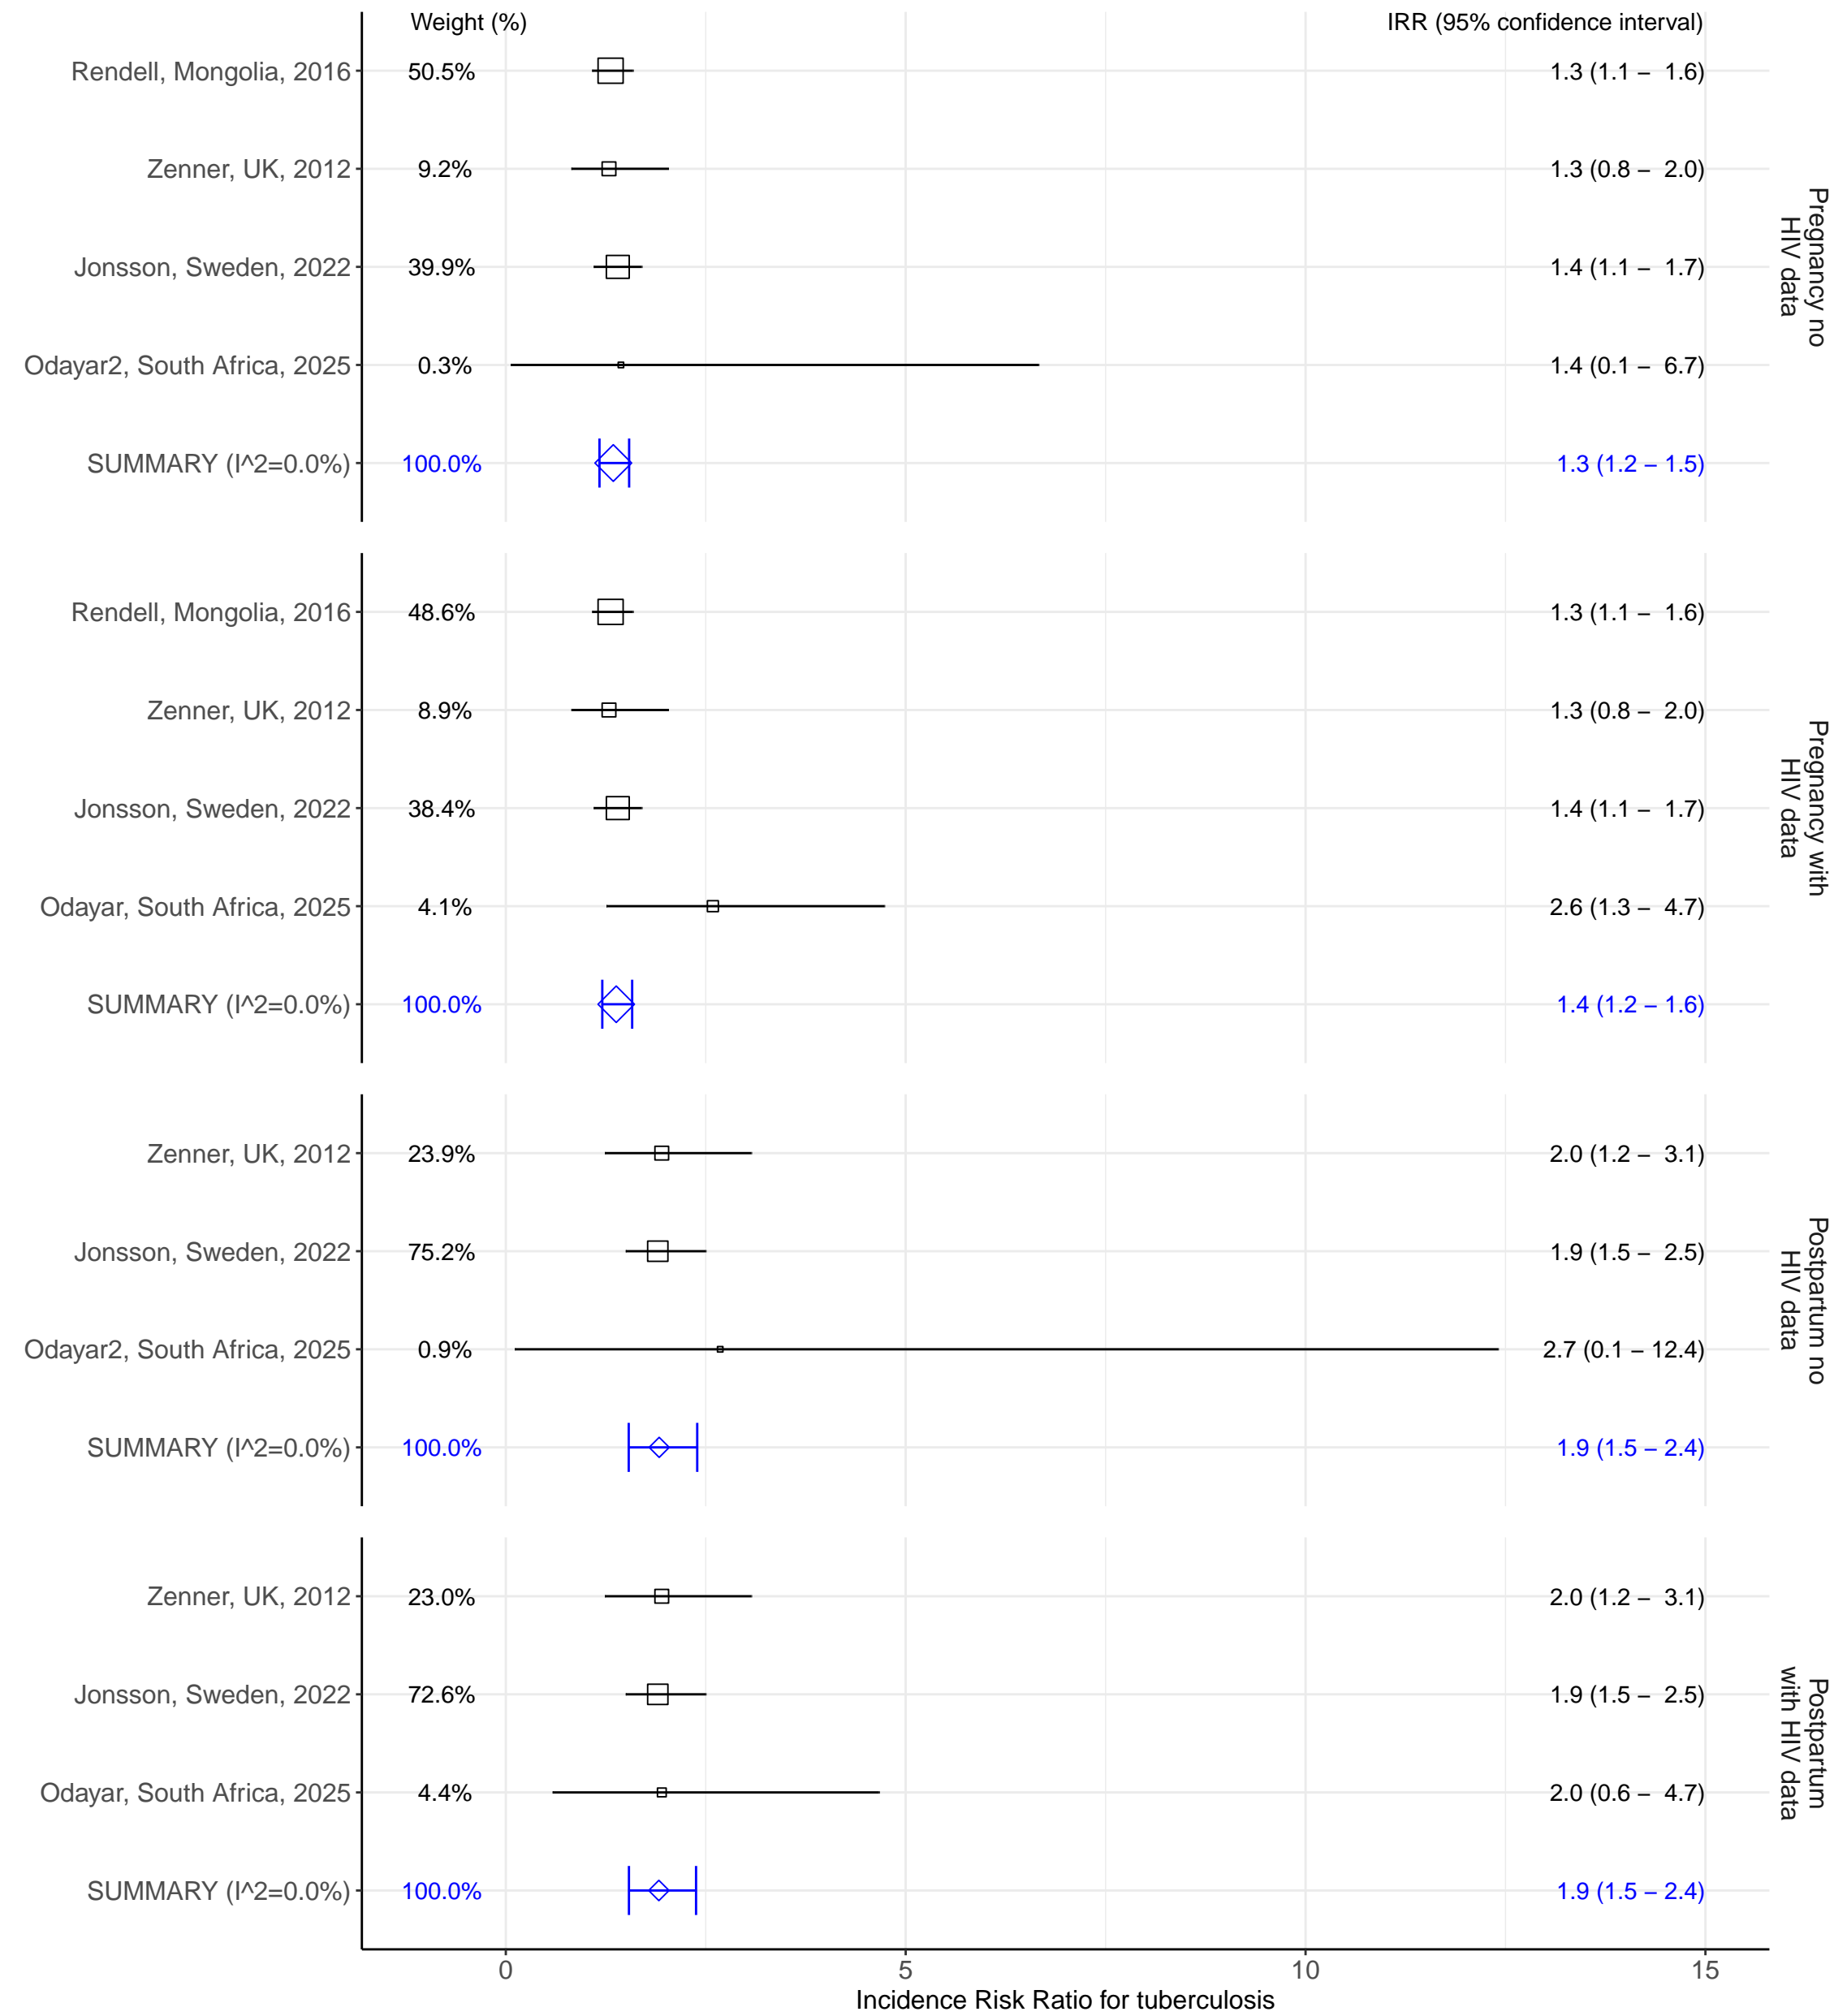 Weight (%) IRR (95% confidence interval)
Rendell, Mongolia, 2016 50.5% 1.3 (1.1 – 1.6)
Zenner, UK, 2012 9.2% 1.3 (0.8 – 2.0)
Jonsson, Sweden, 2022 39.9% 1.4 (1.1 – 1.7)
Odayar2, South Africa, 2025 0.3% 1.4 (0.1 – 6.7)
SUMMARY (I^2=0.0%) 100.0% 1.3 (1.2 – 1.5)
Pregnancy no
HIV data
Rendell, Mongolia, 2016 48.6% 1.3 (1.1 – 1.6)
Zenner, UK, 2012 8.9% 1.3 (0.8 – 2.0)
Jonsson, Sweden, 2022 38.4% 1.4 (1.1 – 1.7)
Odayar, South Africa, 2025 4.1% 2.6 (1.3 – 4.7)
SUMMARY (I^2=0.0%) 100.0% 1.4 (1.2 – 1.6)
Pregnancy with
HIV data
Zenner, UK, 2012 23.9% 2.0 (1.2 – 3.1)
Jonsson, Sweden, 2022 75.2% 1.9 (1.5 – 2.5)
Odayar2, South Africa, 2025 0.9% 2.7 (0.1 – 12.4)
SUMMARY (I^2=0.0%) 100.0% 1.9 (1.5 – 2.4)
Postpartum no
HIV data
Zenner, UK, 2012 23.0% 2.0 (1.2 – 3.1)
Jonsson, Sweden, 2022 72.6% 1.9 (1.5 – 2.5)
Odayar, South Africa, 2025 4.4% 2.0 (0.6 – 4.7)
SUMMARY (I^2=0.0%) 100.0% 1.9 (1.5 – 2.4)
Postpartum
with HIV data
0 5 10 15
Incidence Risk Ratio for tuberculosis